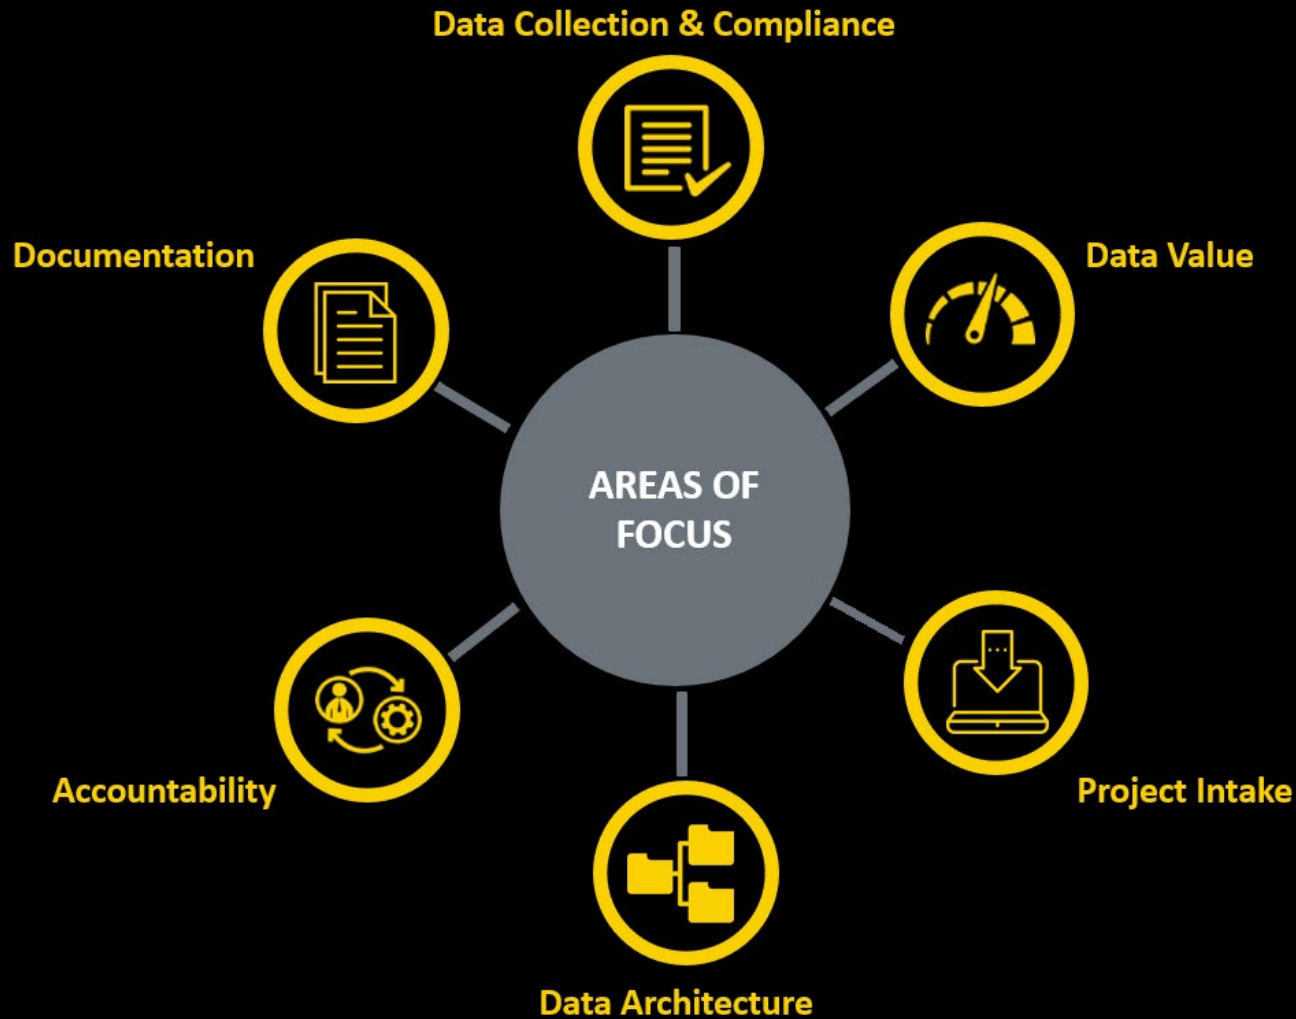 Data Collection & Compliance
Documentation
Data Value
AREAS OF
FOCUS
Accountability
Project Intake
Data Architecture